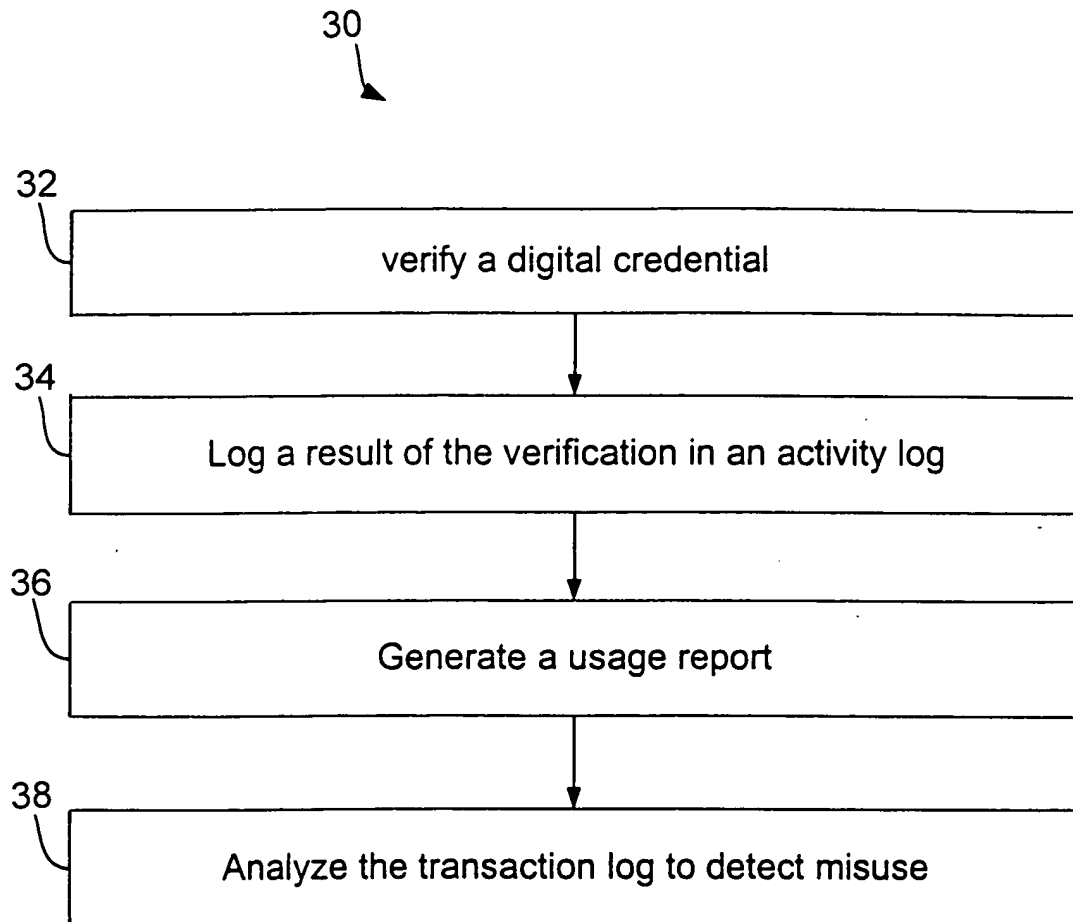 30
32
verify a digital credential
34
Log a result of the verification in an activity log
36
Generate a usage report
38
Analyze the transaction log to detect misuse